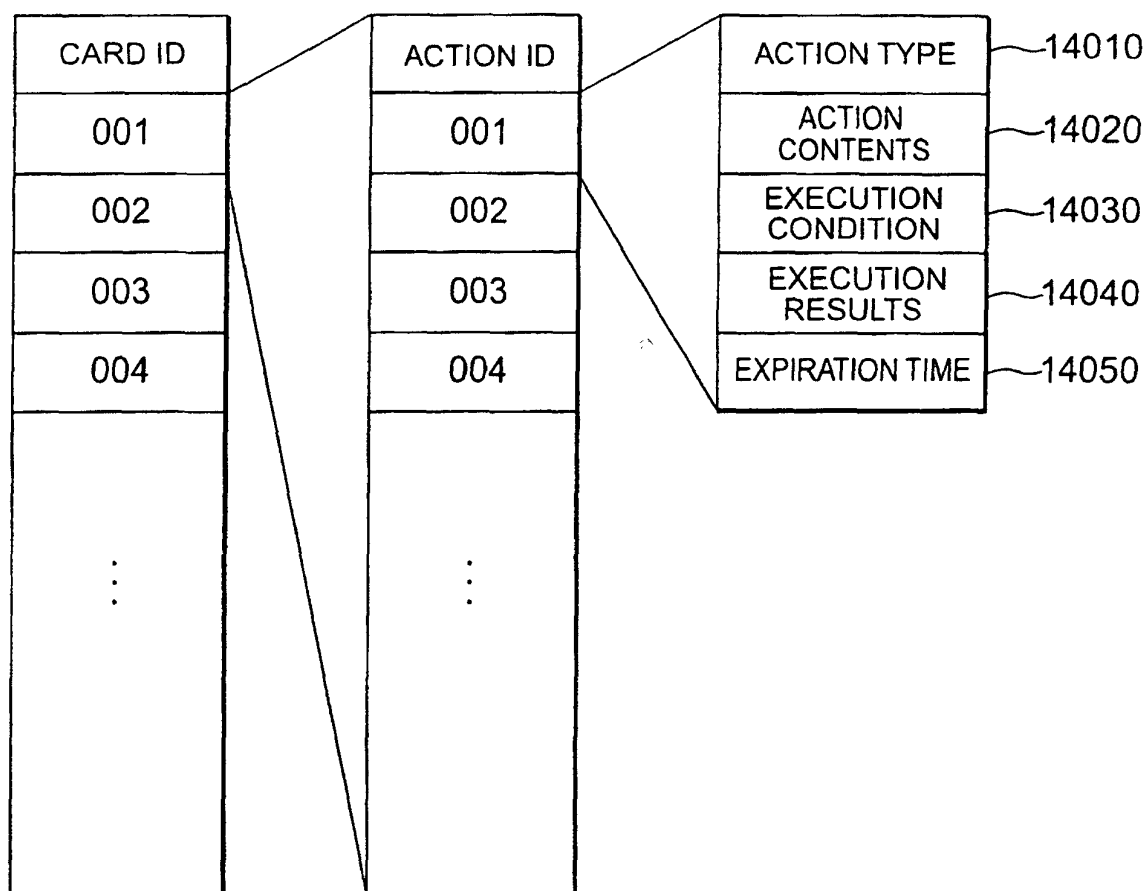 CARD ID
001
002
003
004
⋮
ACTION ID
001
002
003
004
⋮
ACTION TYPE
14010
ACTION
CONTENTS
14020
EXECUTION
CONDITION
14030
EXECUTION
RESULTS
14040
EXPIRATION TIME
14050